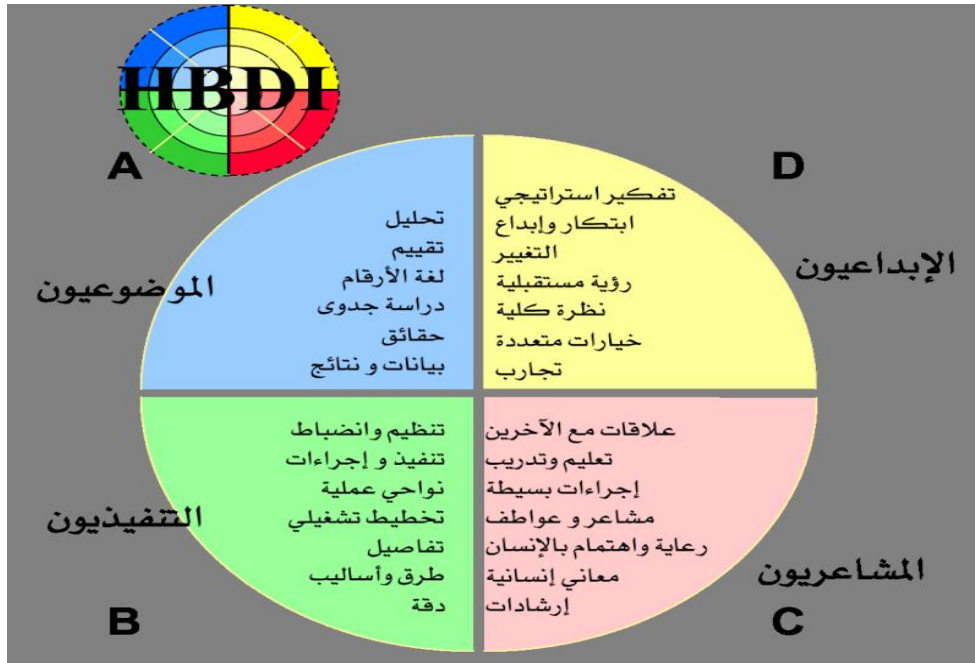 HBDI
A
D
الموضوعيون
تحليل
تقييم
لغة الأرقام
دراسة جدوى
حقائق
بيانات و نتائج
تفكير استراتيجي
ابتكار وإبداع
التغيير
رؤية مستقبلية
نظرة كلية
خيارات متعددة
تجارب
الإبداعيون
التنفيذيون
تنظيم وانضباط
تنفيذ و إجراءات
نواحي عملية
تخطيط تشغيلي
تفاصيل
طرق وأساليب
دقة
علاقات مع الآخرين
تعليم وتدريب
إجراءات بسيطة
مشاعر و عواطف
رعاية واهتمام بالإنسان
معاني إنسانية
إرشادات
المشاعريون
B
C